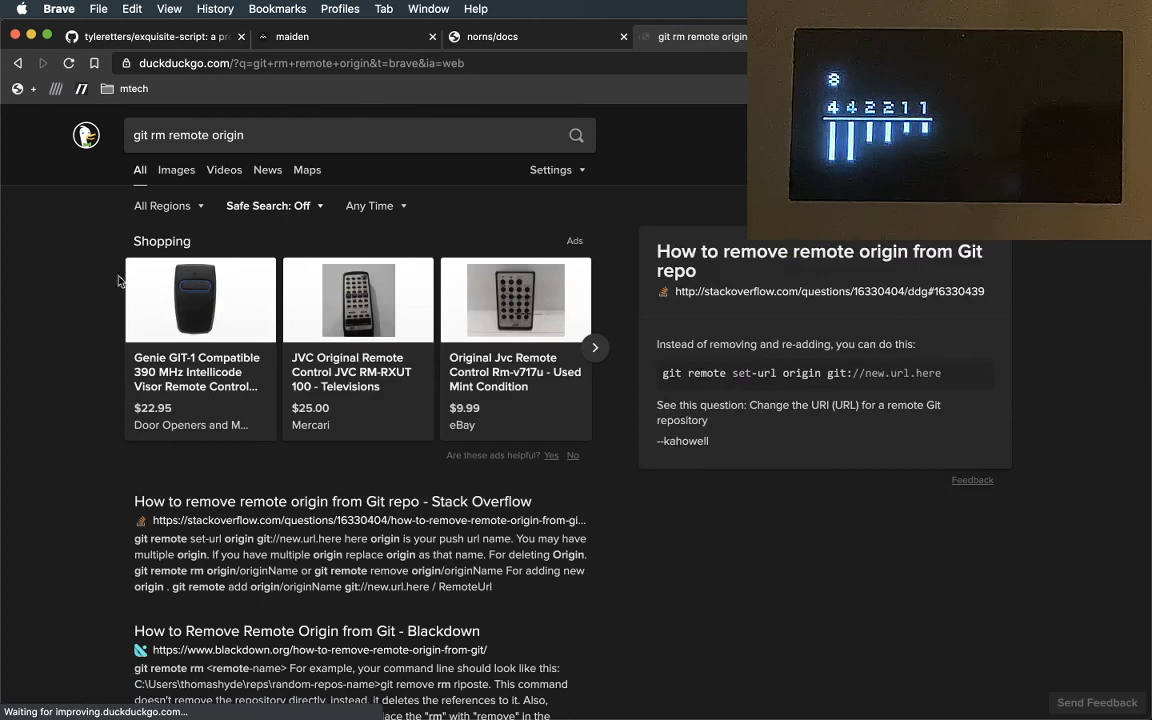 Brave File Edit View History Bookmarks Profiles Tab Window Help
tyleretters/exquisite-script: a pr
maiden
norns/docs
git rm remote origin
duckduckgo.com/?q=git+rm+remote+origin&t=brave&ia=web
mtech
8
4 4 2 2 1 1
git rm remote origin
All Images Videos News Maps Settings
All Regions Safe Search: Off Any Time
Shopping Ads
Genie GIT-1 Compatible
390 MHz Intellicode
Visor Remote Control...
$22.95
Door Openers and M...
JVC Original Remote
Control JVC RM-RXUT
100 - Televisions
$25.00
Mercari
Original Jvc Remote
Control Rm-v717u - Used
Mint Condition
$9.99
eBay
Are these ads helpful? Yes No
How to remove remote origin from Git
repo
http://stackoverflow.com/questions/16330404/ddg#16330439
Instead of removing and re-adding, you can do this:
git remote set-url origin git://new.url.here
See this question: Change the URI (URL) for a remote Git
repository
--kahowell
Feedback
How to remove remote origin from Git repo - Stack Overflow
https://stackoverflow.com/questions/16330404/how-to-remove-remote-origin-from-gi...
git remote set-url origin git://new.url.here here origin is your push url name. You may have
multiple origin. If you have multiple origin replace origin as that name. For deleting Origin.
git remote rm origin/originName or git remote remove origin/originName For adding new
origin . git remote add origin/originName git://new.url.here / RemoteUrl
How to Remove Remote Origin from Git - Blackdown
https://www.blackdown.org/how-to-remove-remote-origin-from-git/
git remote rm <remote-name> For example, your command line should look like this:
C:\Users\thomashyde\reps\random-repos-name>git remove rm riposte. This command
doesn't remove the repository directly, instead, it deletes the references to it. Also,
place the "rm" with "remove" in the
Waiting for improving.duckduckgo.com...
Send Feedback